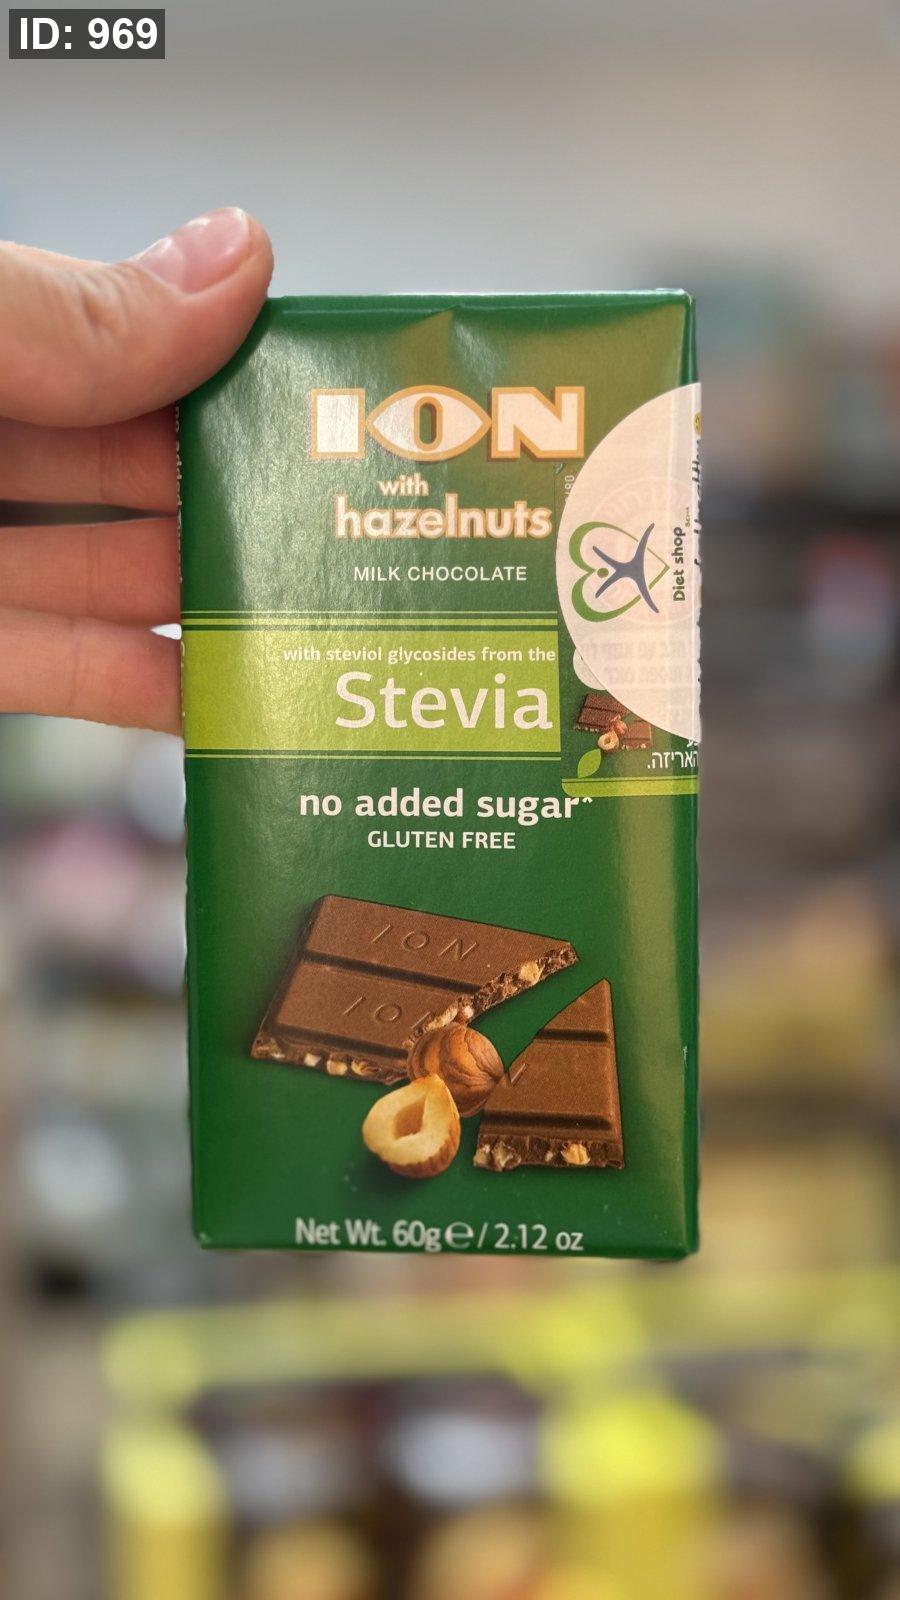 ID: 969
ION
with
hazelnuts
MILK CHOCOLATE
Diet shop
with steviol glycosides from the
Stevia
האריזה.
no added sugar*
GLUTEN FREE
ION
Net Wt. 60g℮/2.12 oz